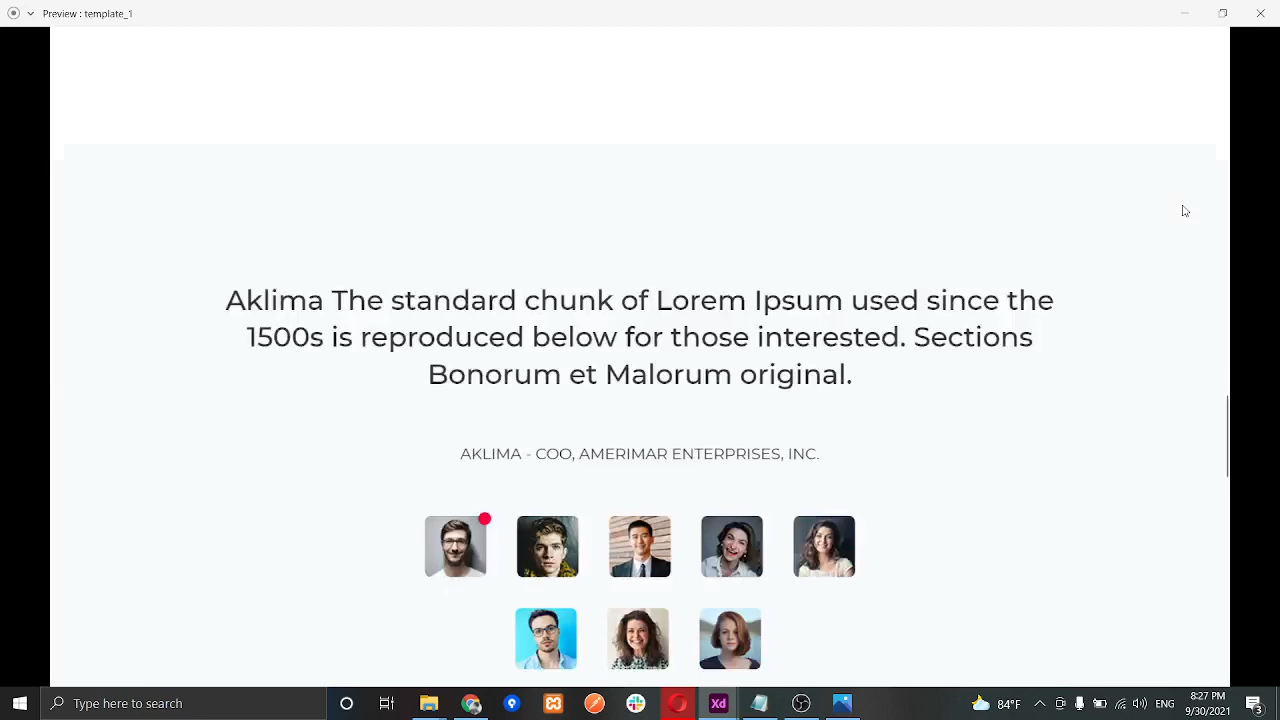 Preview : template_1
Aklima The standard chunk of Lorem Ipsum used since the
1500s is reproduced below for those interested. Sections
Bonorum et Malorum original.
AKLIMA - COO, AMERIMAR ENTERPRISES, INC.
Type here to search
Xd
84°F
8:27 PM
9/30/2021
3